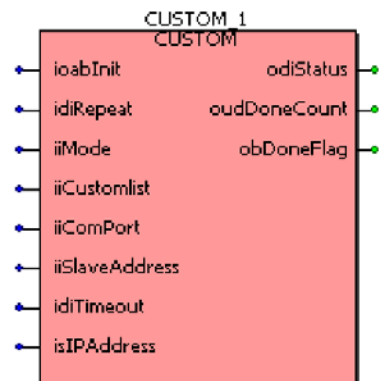 CUSTOM_1
CUSTOM
ioabInit odiStatus
idiRepeat oudDoneCount
iiMode obDoneFlag
iiCustomlist
iiComPort
iiSlaveAddress
idiTimeout
isIPAddress